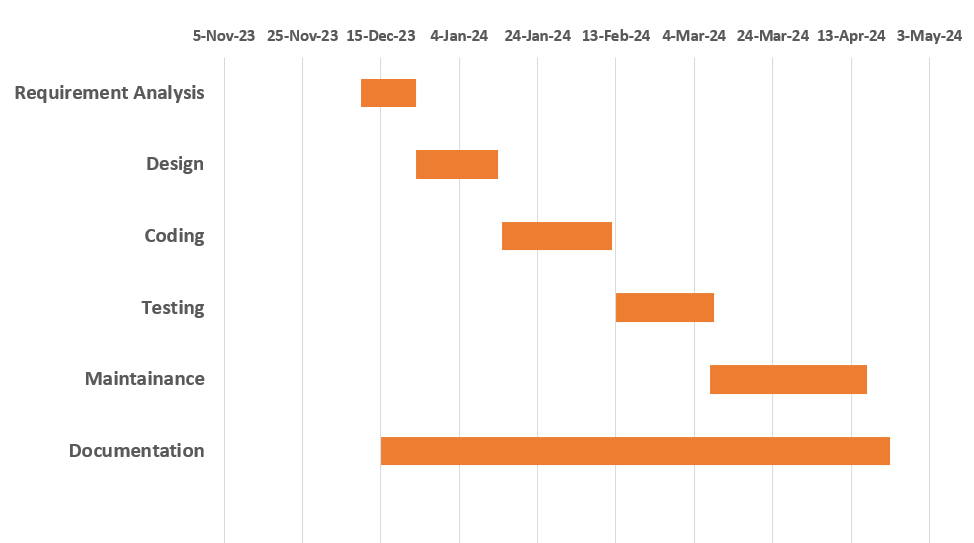 5-Nov-23 25-Nov-23 15-Dec-23 4-Jan-24 24-Jan-24 13-Feb-24 4-Mar-24 24-Mar-24 13-Apr-24 3-May-24
Requirement Analysis
Design
Coding
Testing
Maintainance
Documentation